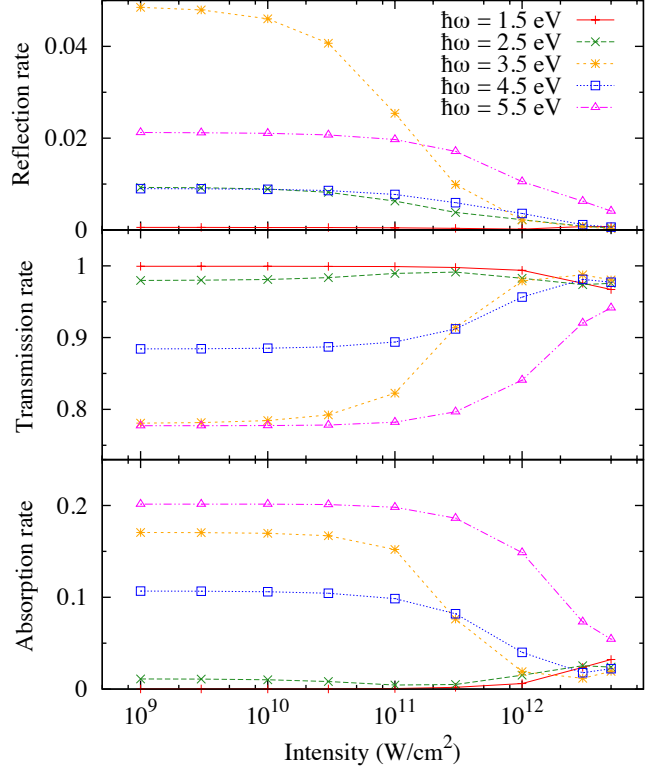 0.04
0.02
0
Reflection rate
ħω = 1.5 eV
ħω = 2.5 eV
ħω = 3.5 eV
ħω = 4.5 eV
ħω = 5.5 eV
1
0.9
0.8
Transmission rate
0.2
0.1
0
Absorption rate
10⁹ 10¹⁰ 10¹¹ 10¹²
Intensity (W/cm²)